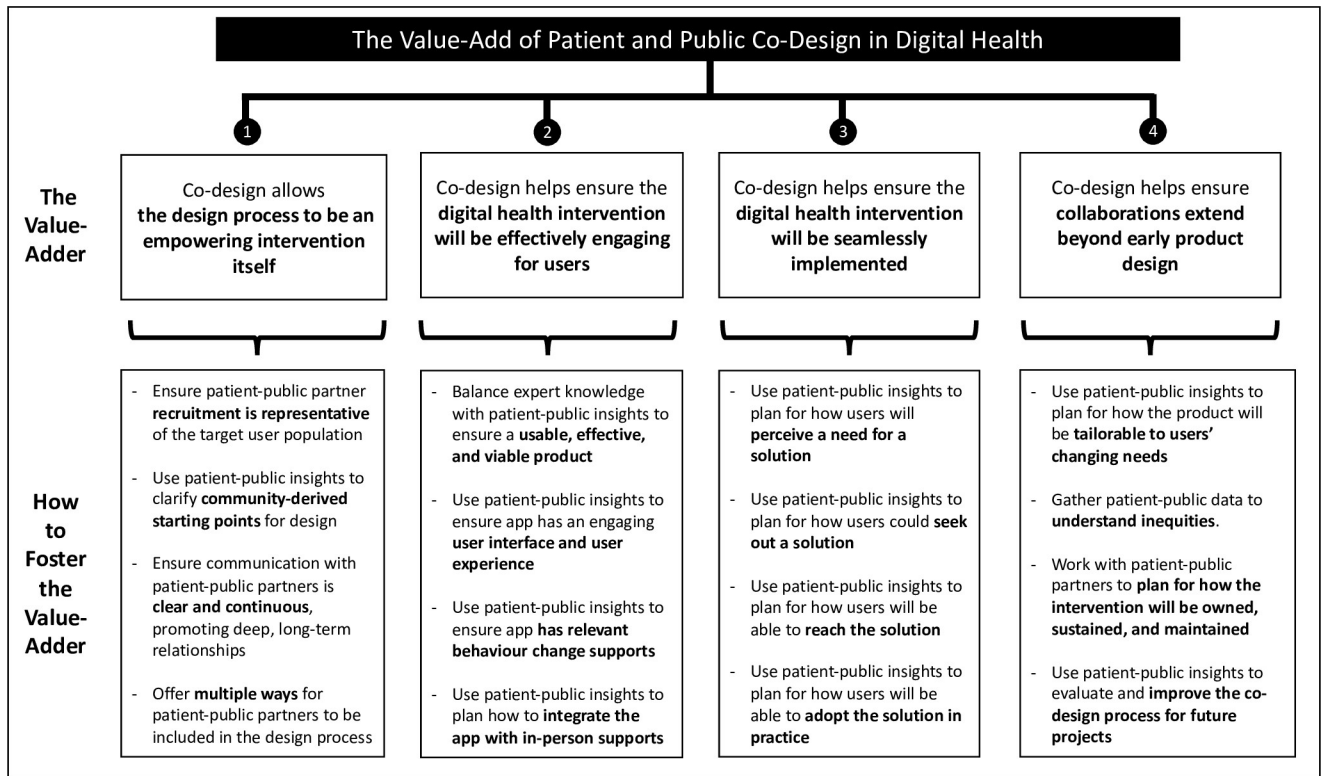 The Value-Add of Patient and Public Co-Design in Digital Health
1
2
3
4
The
Value-
Adder
Co-design allows
the design process to be an
empowering intervention
itself
Co-design helps ensure the
digital health intervention
will be effectively engaging
for users
Co-design helps ensure the
digital health intervention
will be seamlessly
implemented
Co-design helps ensure
collaborations extend
beyond early product
design
How
to
Foster
the
Value-
Adder
- Ensure patient-public partner
recruitment is representative
of the target user population
- Use patient-public insights to
clarify community-derived
starting points for design
- Ensure communication with
patient-public partners is
clear and continuous,
promoting deep, long-term
relationships
- Offer multiple ways for
patient-public partners to be
included in the design process
- Balance expert knowledge
with patient-public insights to
ensure a usable, effective,
and viable product
- Use patient-public insights to
ensure app has an engaging
user interface and user
experience
- Use patient-public insights to
ensure app has relevant
behaviour change supports
- Use patient-public insights to
plan how to integrate the
app with in-person supports
- Use patient-public insights to
plan for how users will
perceive a need for a
solution
- Use patient-public insights to
plan for how users could seek
out a solution
- Use patient-public insights to
plan for how users will be
able to reach the solution
- Use patient-public insights to
plan for how users will be
able to adopt the solution in
practice
- Use patient-public insights to
plan for how the product will
be tailorable to users'
changing needs
- Gather patient-public data to
understand inequities.
- Work with patient-public
partners to plan for how the
intervention will be owned,
sustained, and maintained
- Use patient-public insights to
evaluate and improve the co-
design process for future
projects